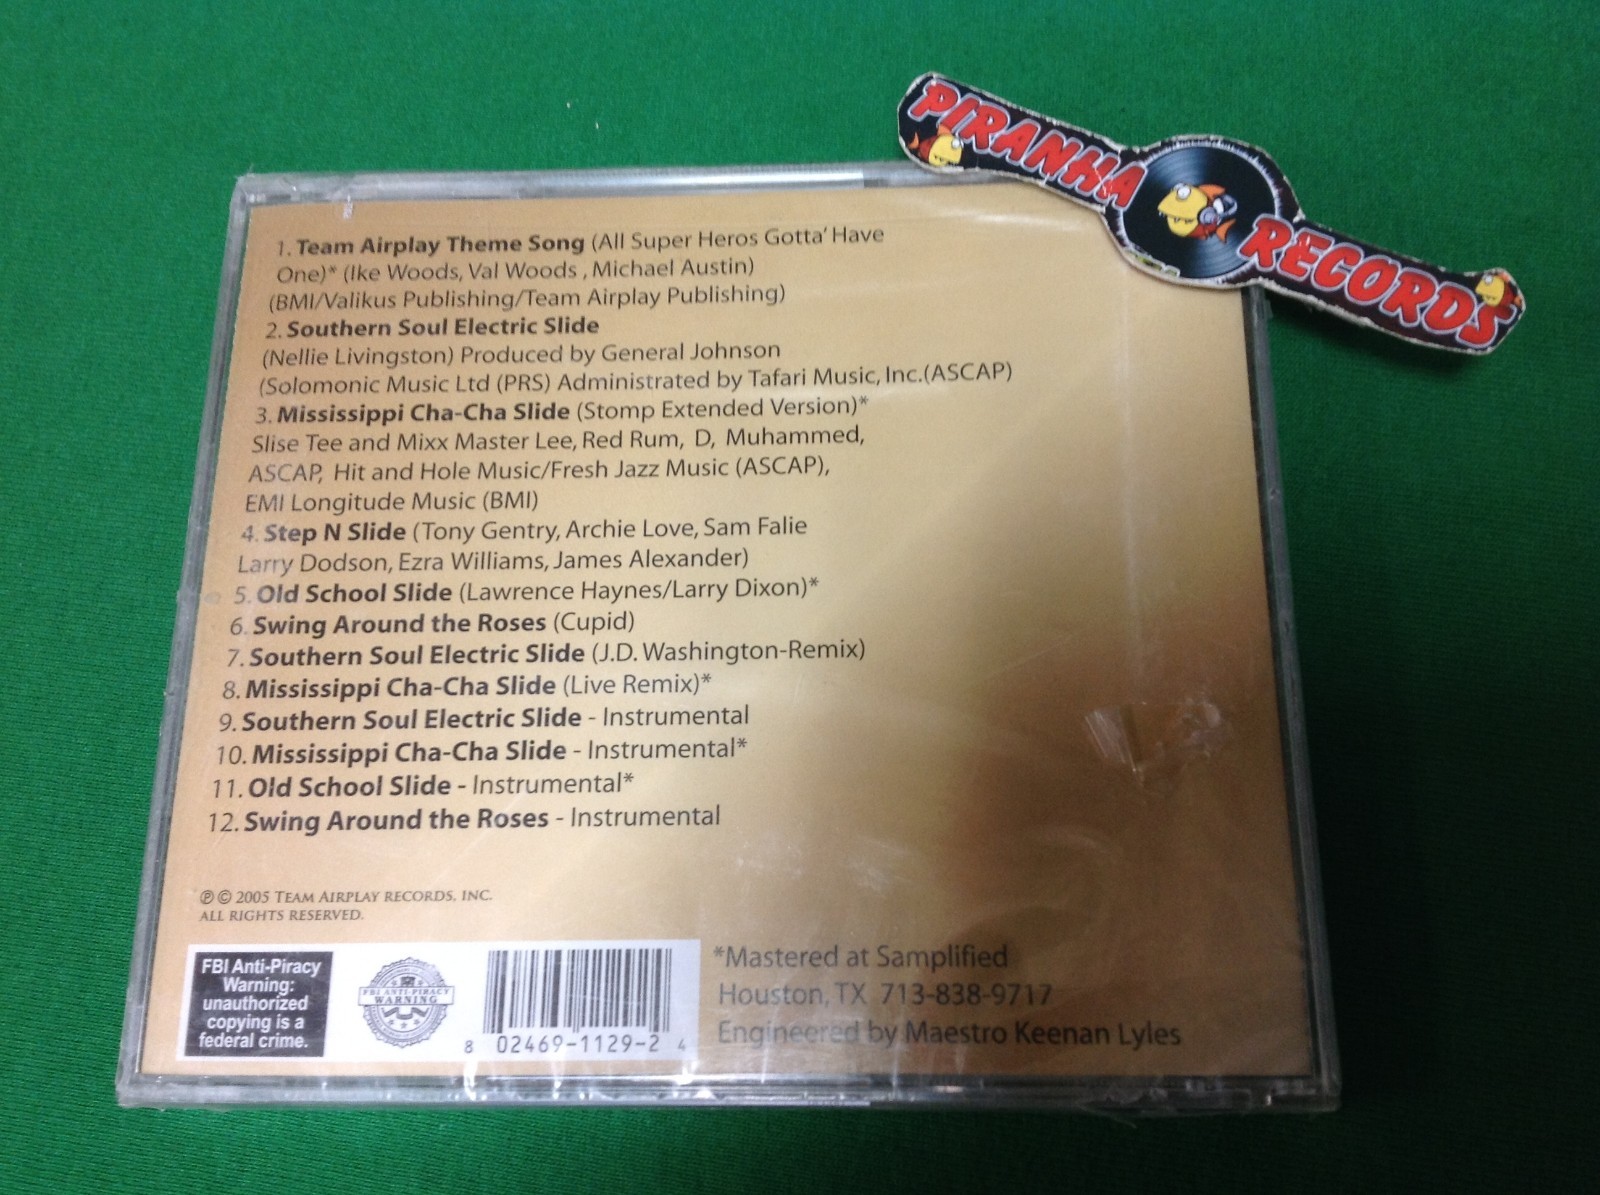 PIRANHA RECORDS
1. Team Airplay Theme Song (All Super Heros Gotta' Have
One)* (Ike Woods, Val Woods , Michael Austin)
(BMI/Valikus Publishing/Team Airplay Publishing)
2. Southern Soul Electric Slide
(Nellie Livingston) Produced by General Johnson
(Solomonic Music Ltd (PRS) Administrated by Tafari Music, Inc.(ASCAP)
3. Mississippi Cha-Cha Slide (Stomp Extended Version)*
Slise Tee and Mixx Master Lee, Red Rum, D, Muhammed,
ASCAP, Hit and Hole Music/Fresh Jazz Music (ASCAP),
EMI Longitude Music (BMI)
4. Step N Slide (Tony Gentry, Archie Love, Sam Falie
Larry Dodson, Ezra Williams, James Alexander)
5. Old School Slide (Lawrence Haynes/Larry Dixon)*
6. Swing Around the Roses (Cupid)
7. Southern Soul Electric Slide (J.D. Washington-Remix)
8. Mississippi Cha-Cha Slide (Live Remix)*
9. Southern Soul Electric Slide - Instrumental
10. Mississippi Cha-Cha Slide - Instrumental*
11. Old School Slide - Instrumental*
12. Swing Around the Roses - Instrumental
℗ © 2005 TEAM AIRPLAY RECORDS, INC.
ALL RIGHTS RESERVED.
FBI Anti-Piracy
Warning:
unauthorized
copying is a
federal crime.
FBI ANTI-PIRACY
WARNING
8 02469-1129-2 4
*Mastered at Samplified
Houston, TX 713-838-9717
Engineered by Maestro Keenan Lyles